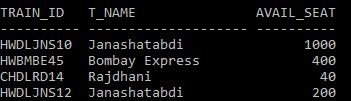 TRAIN_ID T_NAME AVAIL_SEAT
---------- -------------------- ----------
HWDLJNS10 Janashatabdi 1000
HWBMBE45 Bombay Express 400
CHDLRD14 Rajdhani 40
HWDLJNS12 Janashatabdi 200